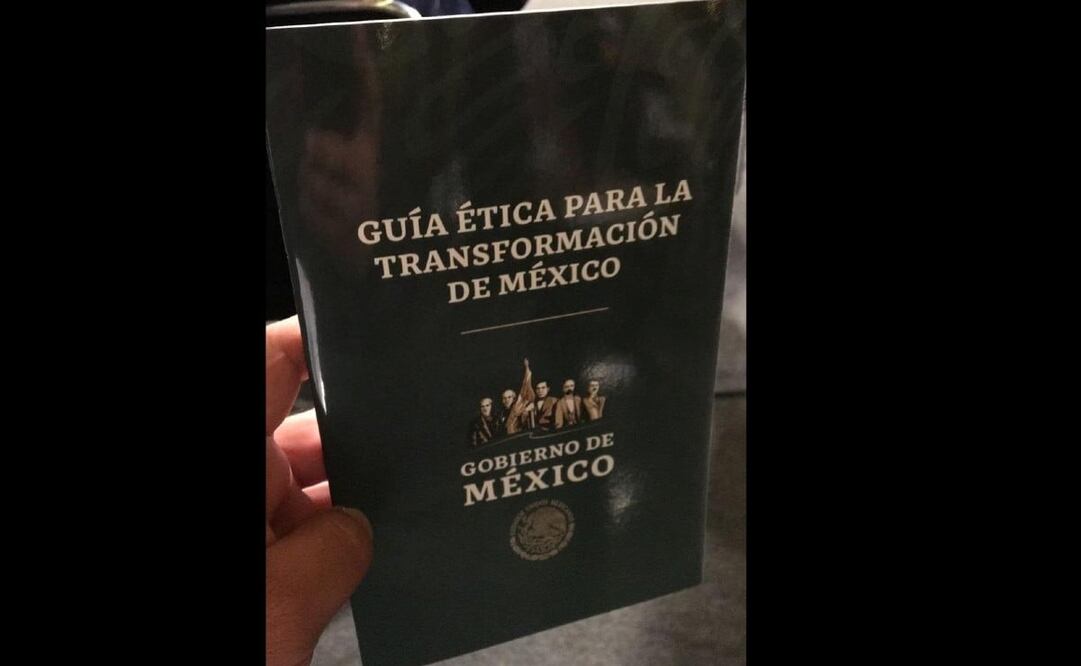 GUÍA ÉTICA PARA LA
TRANSFORMACIÓN
DE MÉXICO
GOBIERNO DE
MÉXICO